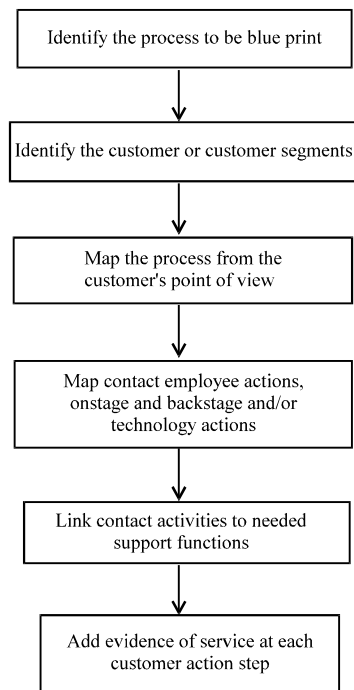 Identify the process to be blue print
Identify the customer or customer segments
Map the process from the
customer's point of view
Map contact employee actions,
onstage and backstage and/or
technology actions
Link contact activities to needed
support functions
Add evidence of service at each
customer action step